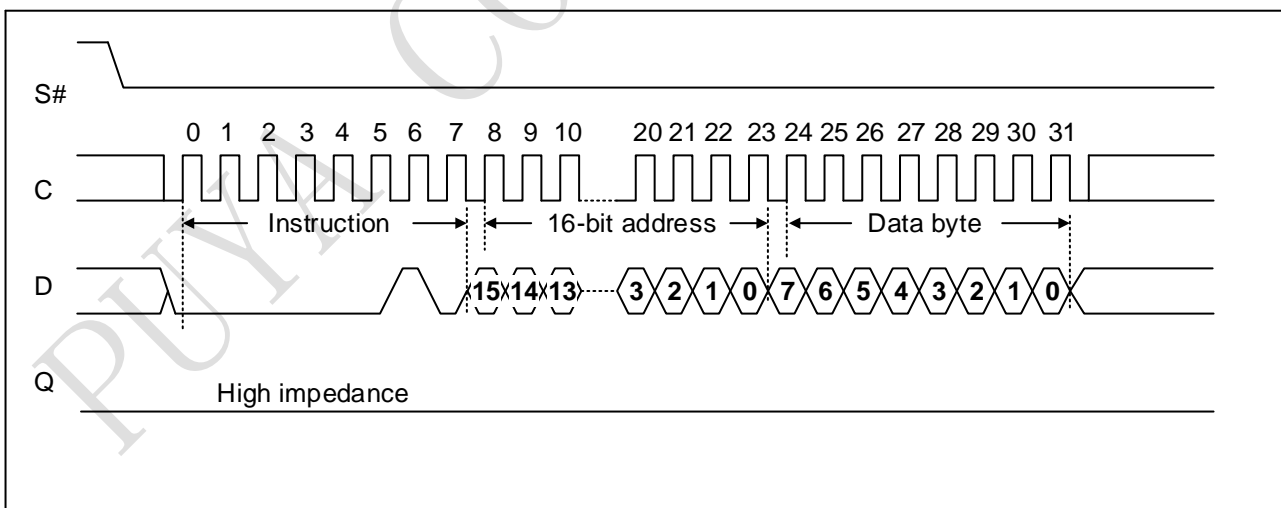 S#
0 1 2 3 4 5 6 7 8 9 10 20 21 22 23 24 25 26 27 28 29 30 31
C
Instruction 16-bit address Data byte
D 15 14 13 3 2 1 0 7 6 5 4 3 2 1 0
Q
High impedance
PUYA CO